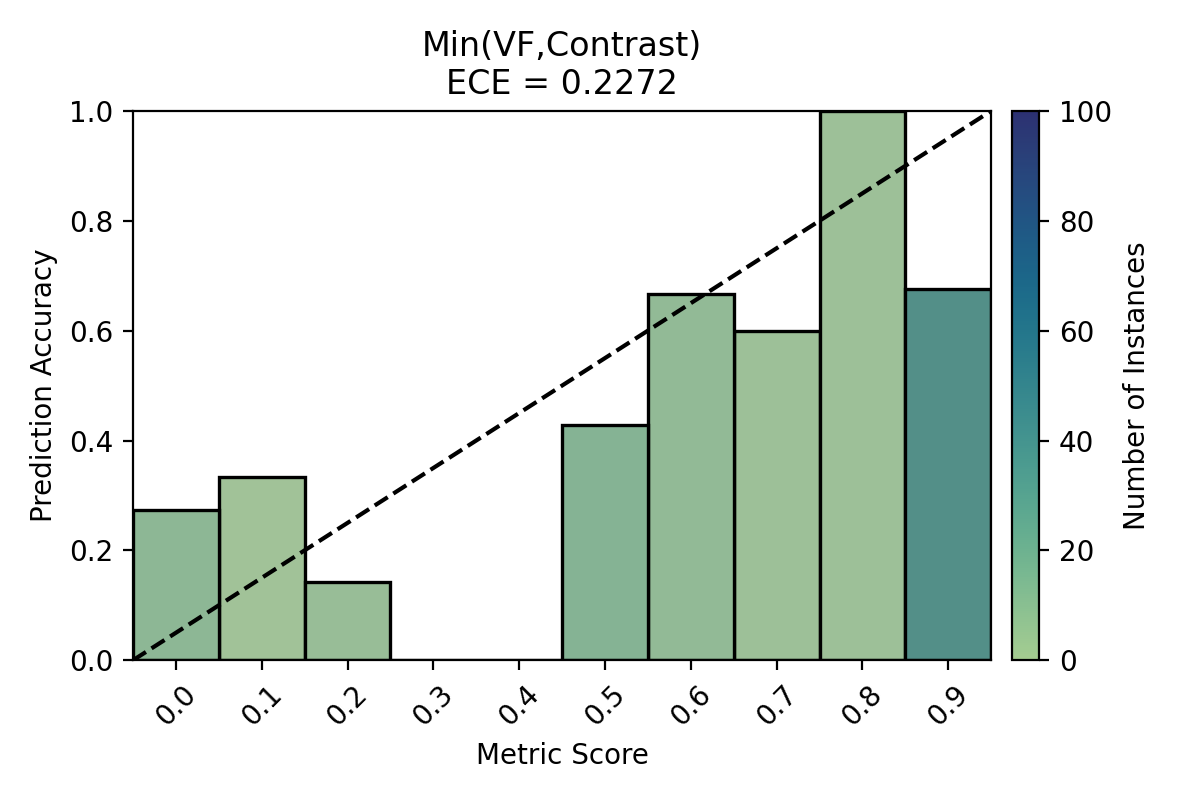 Min(VF,Contrast)
ECE = 0.2272
Prediction Accuracy
1.0
0.8
0.6
0.4
0.2
0.0
0.0 0.1 0.2 0.3 0.4 0.5 0.6 0.7 0.8 0.9
Metric Score
100
80
60
40
20
0
Number of Instances